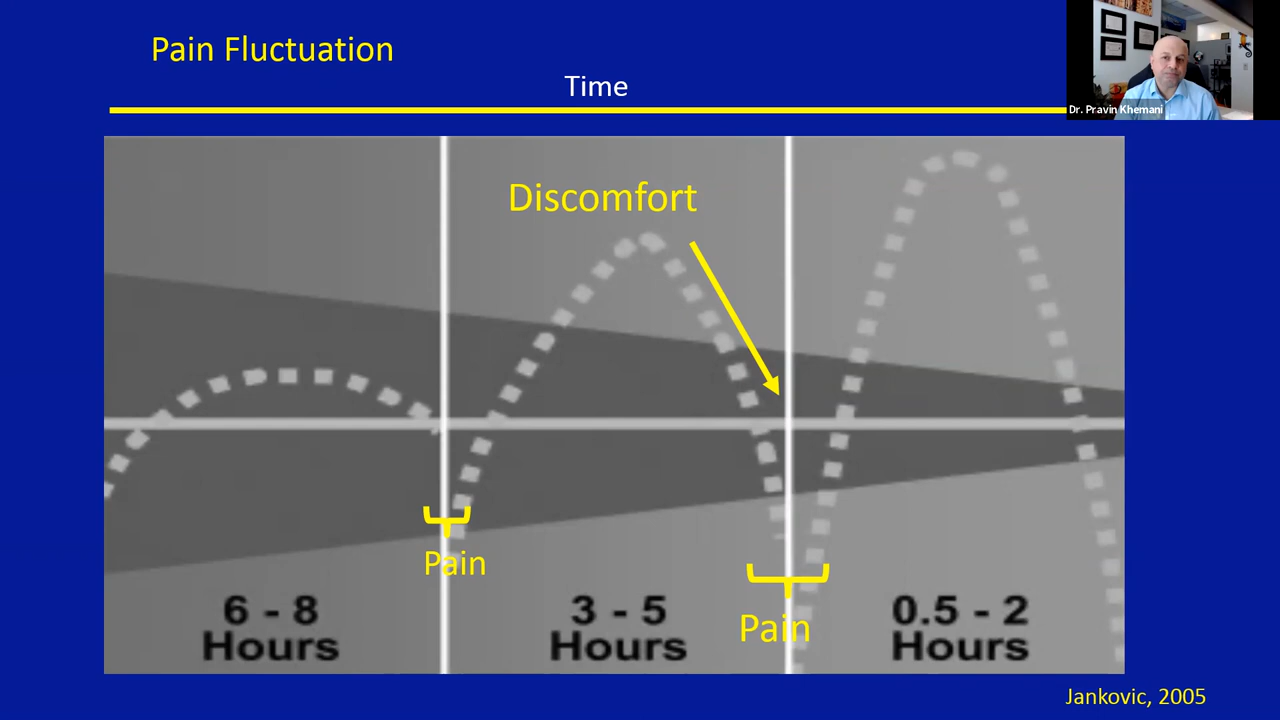 Pain Fluctuation
Time
Dr. Pravin Khemani
Discomfort
Pain
Pain
6 - 8
Hours
3 - 5
Hours
0.5 - 2
Hours
Jankovic, 2005